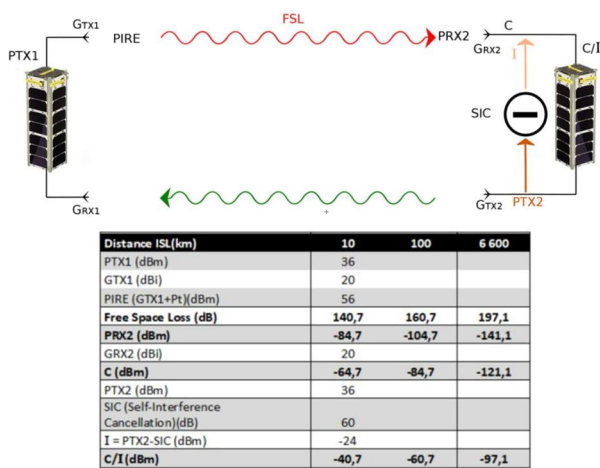 FSL
GTX1 PIRE PRX2 C
PTX1 GRX2 I C/I
SIC
GRX1 GTX2 PTX2
+
Distance ISL(km) 10 100 6 600
PTX1 (dBm) 36
GTX1 (dBi) 20
PIRE (GTX1+Pt)(dBm) 56
Free Space Loss (dB) 140,7 160,7 197,1
PRX2 (dBm) -84,7 -104,7 -141,1
GRX2 (dBi) 20
C (dBm) -64,7 -84,7 -121,1
PTX2 (dBm) 36
SIC (Self-Interference
Cancellation)(dB) 60
I = PTX2-SIC (dBm) -24
C/I(dBm) -40,7 -60,7 -97,1